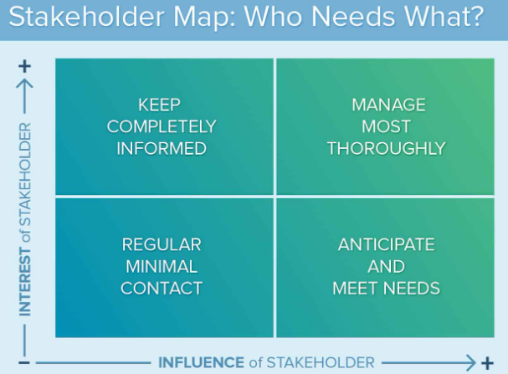 Stakeholder Map: Who Needs What?
+
INTEREST of STAKEHOLDER
KEEP
COMPLETELY
INFORMED
MANAGE
MOST
THOROUGHLY
REGULAR
MINIMAL
CONTACT
ANTICIPATE
AND
MEET NEEDS
−
INFLUENCE of STAKEHOLDER
+